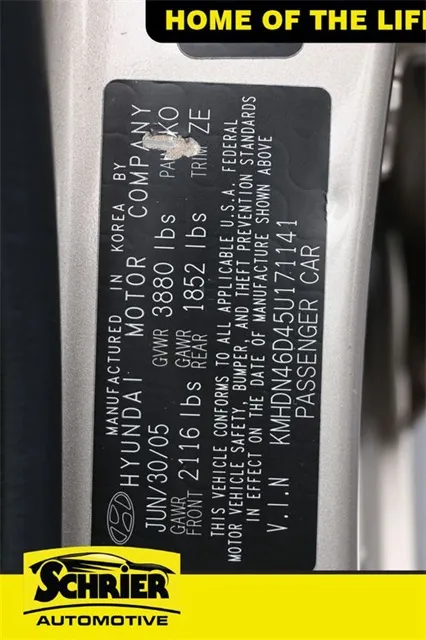 HOME OF THE LIF
MANUFACTURED IN KOREA BY
HYUNDAI MOTOR COMPANY
JUN/30/05 GVWR 3880 lbs KO
GAWR FRONT 2116 lbs GAWR REAR 1852 lbs TRIM ZE
THIS VEHICLE CONFORMS TO ALL APPLICABLE U.S.A. FEDERAL
MOTOR VEHICLE SAFETY, BUMPER, AND THEFT PREVENTION STANDARDS
IN EFFECT ON THE DATE OF MANUFACTURE SHOWN ABOVE
V.I.N KMHDN46D45U171141
PASSENGER CAR
SCHRIER
AUTOMOTIVE